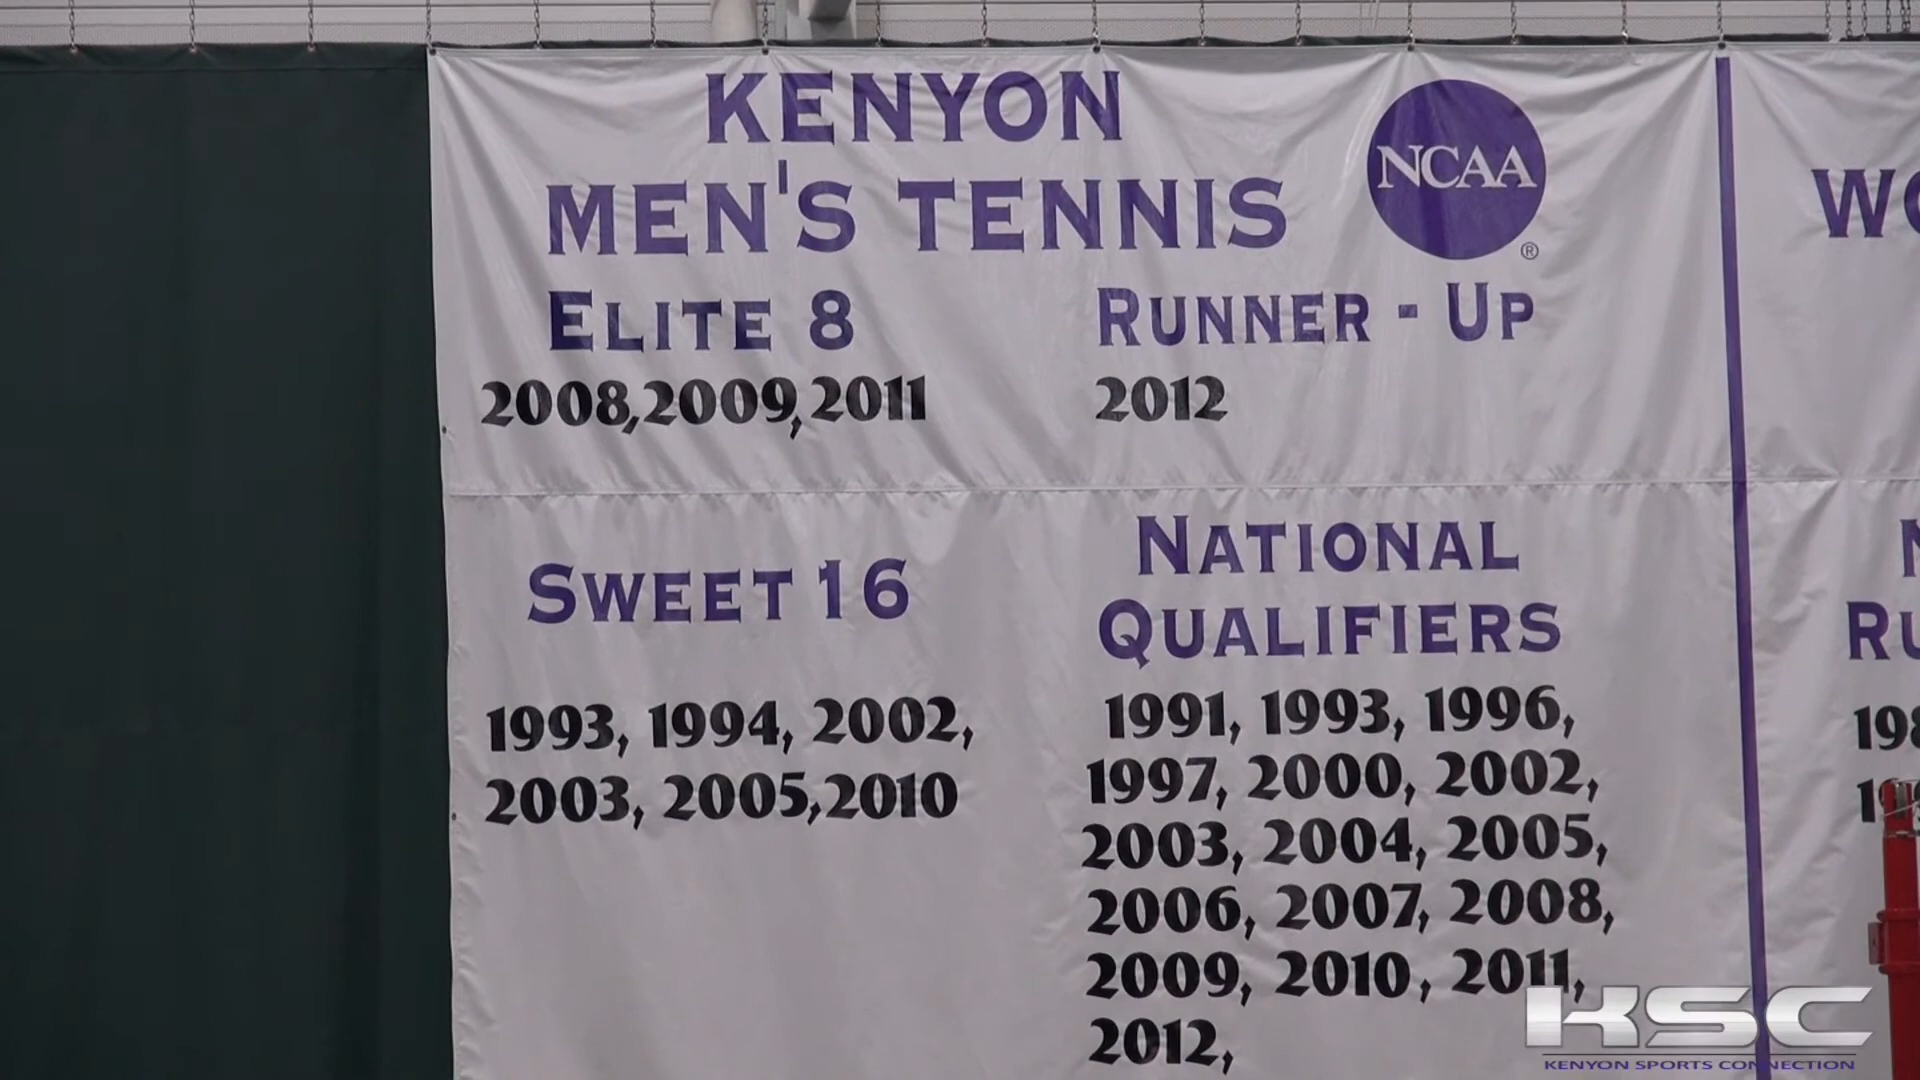 KENYON
MEN'S TENNIS
NCAA
®
ELITE 8
2008,2009,2011
RUNNER - UP
2012
SWEET 16
1993, 1994, 2002,
2003, 2005,2010
NATIONAL
QUALIFIERS
1991, 1993, 1996,
1997, 2000, 2002,
2003, 2004, 2005,
2006, 2007, 2008,
2009, 2010, 2011,
2012,
KSC
KENYON SPORTS CONNECTION